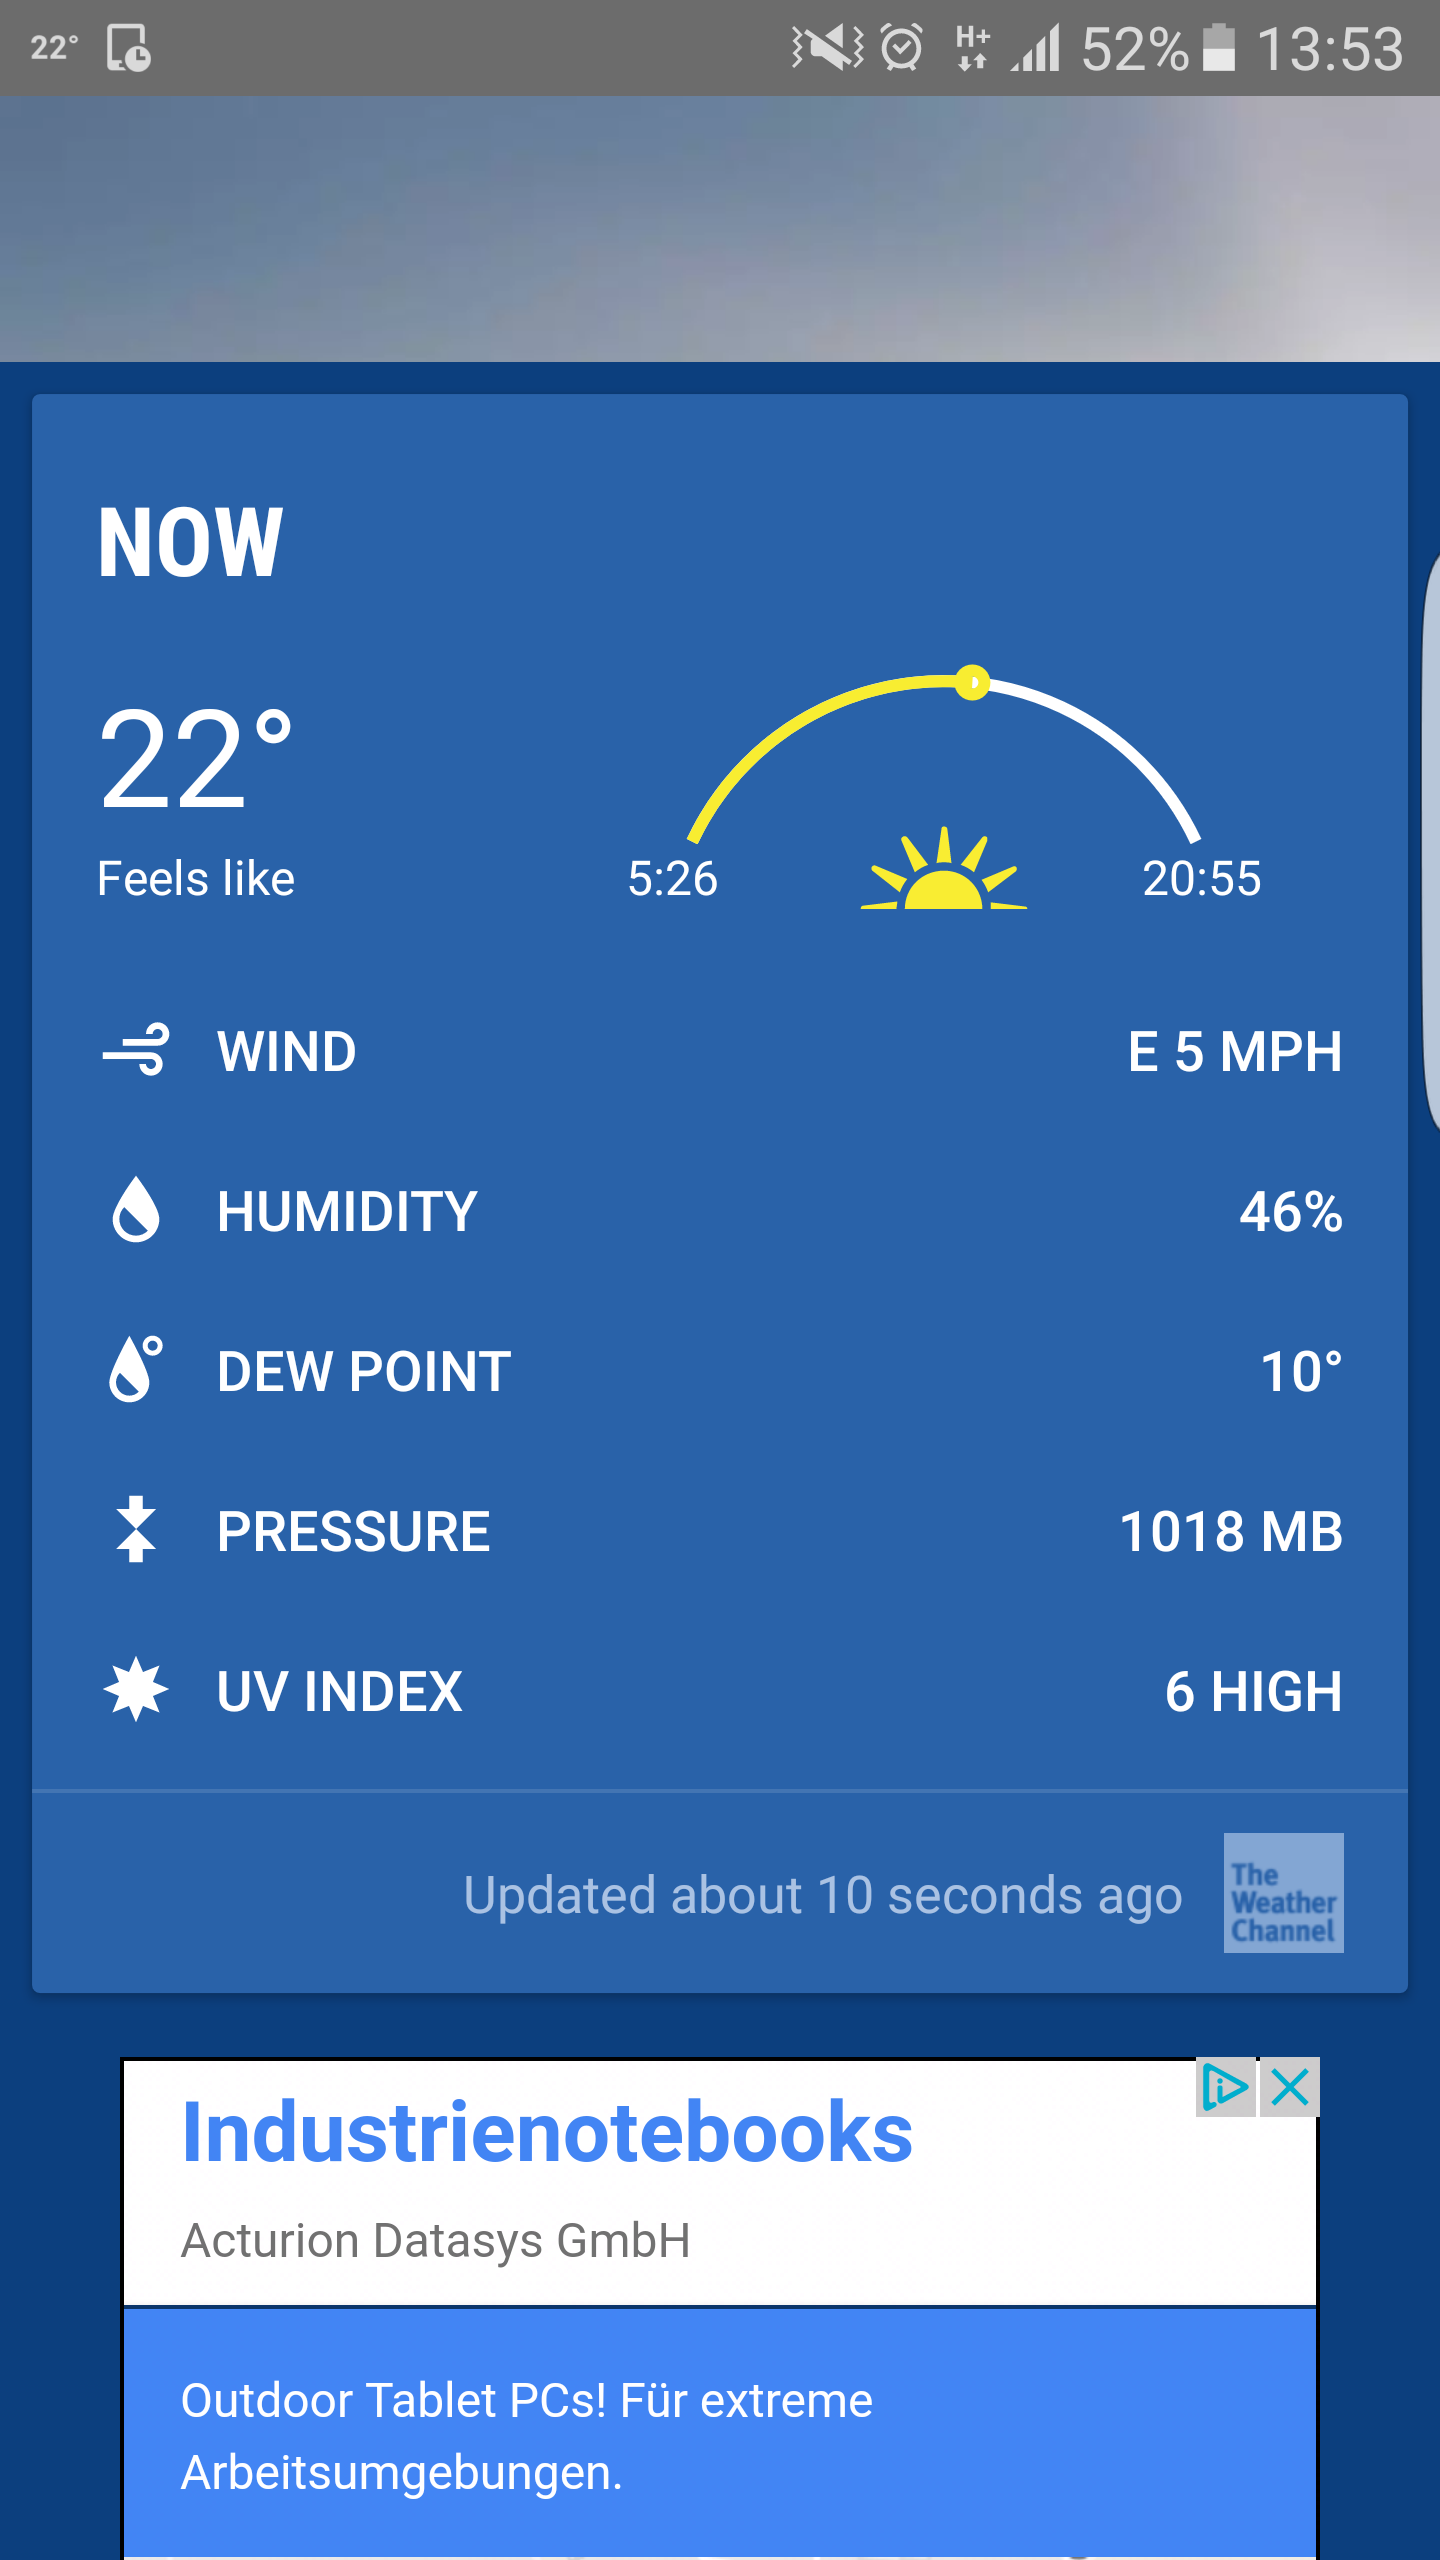 22°
H+
52%
13:53
NOW
22°
Feels like
5:26
20:55
WIND
E 5 MPH
HUMIDITY
46%
DEW POINT
10°
PRESSURE
1018 MB
UV INDEX
6 HIGH
Updated about 10 seconds ago
The
Weather
Channel
Industrienotebooks
Acturion Datasys GmbH
Outdoor Tablet PCs! Für extreme
Arbeitsumgebungen.